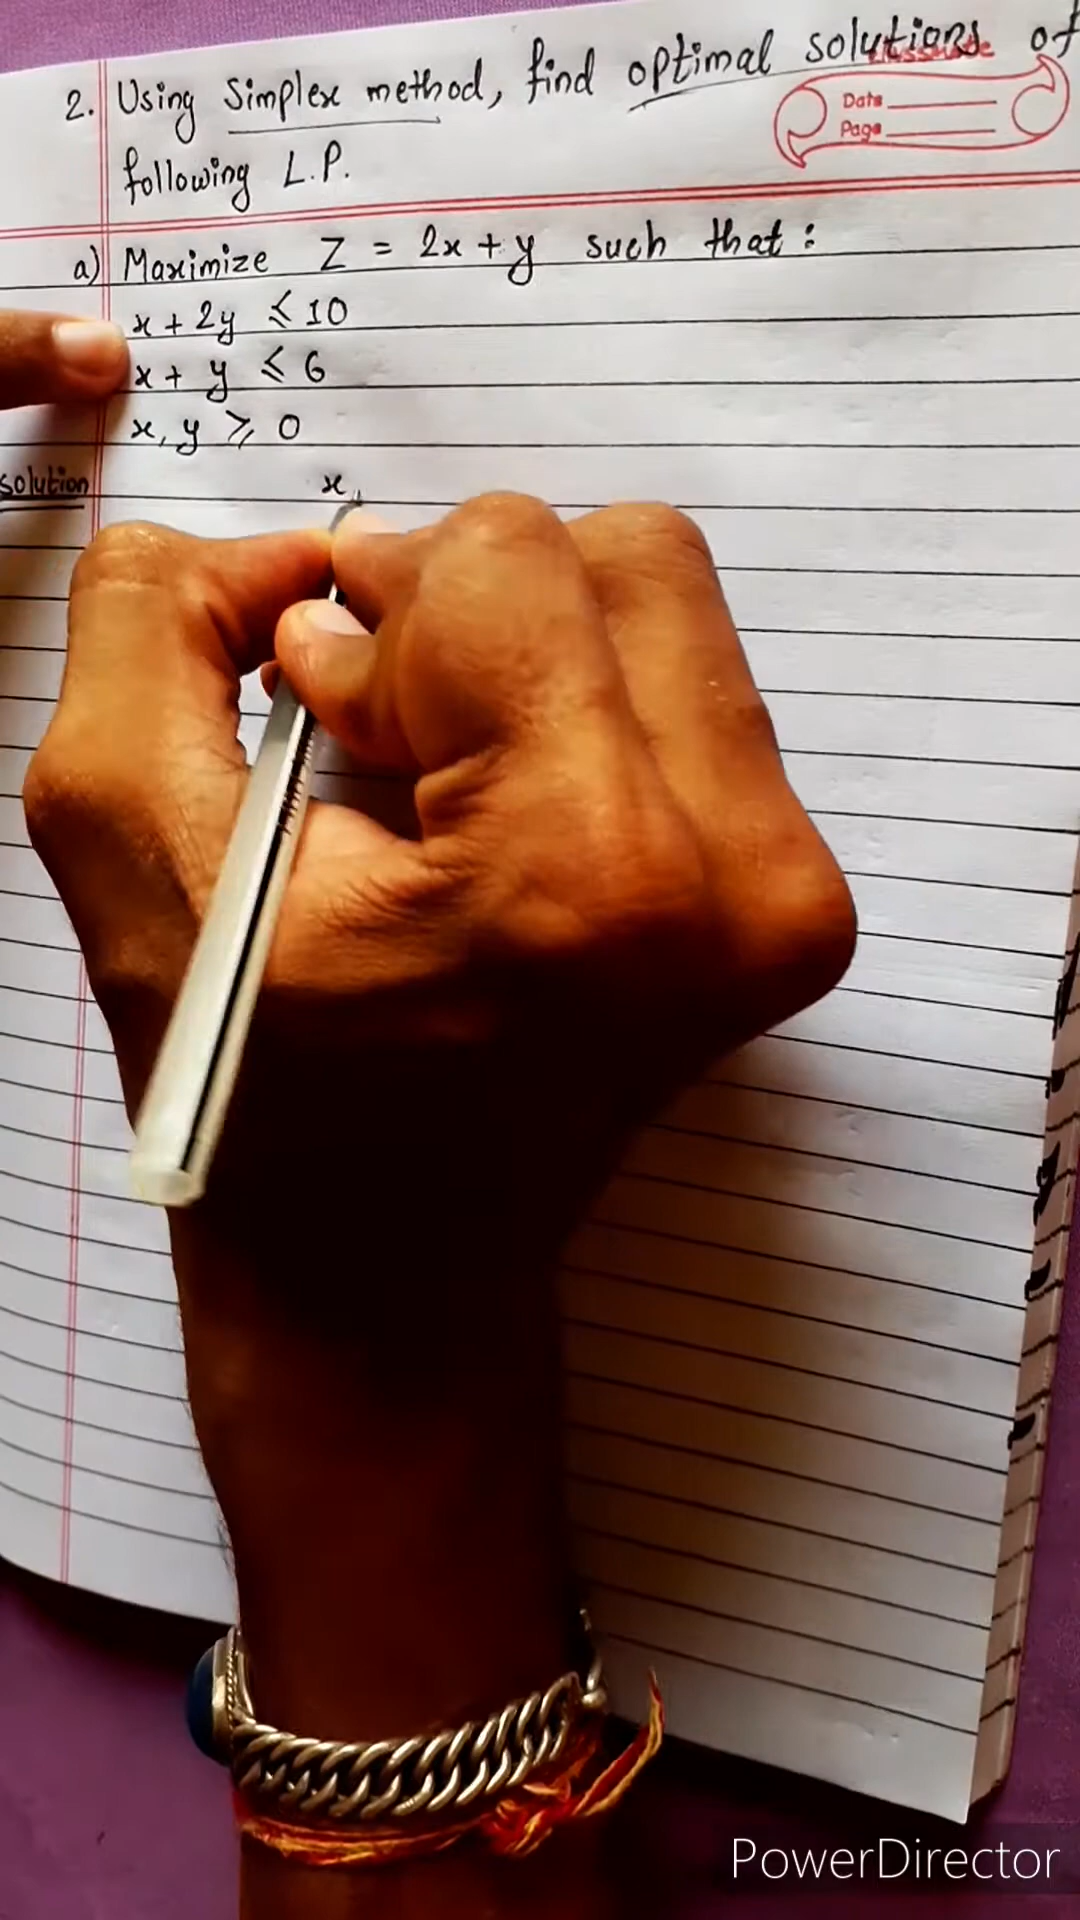 2. Using Simplex method, find optimal solutions of
Date
Page
following L.P.
a) Maximize Z = 2x + y such that :
x + 2y ⩽ 10
x + y ⩽ 6
x, y ⩾ 0
solution
x
PowerDirector